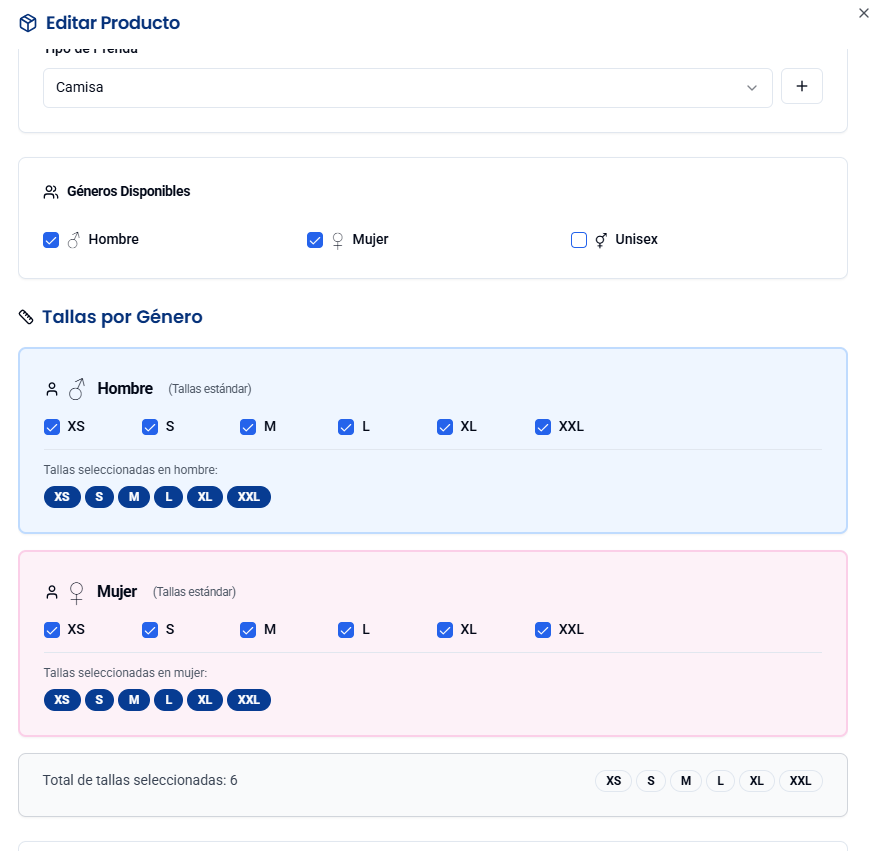 Editar Producto
Tipo de Prenda
Camisa
Géneros Disponibles
Hombre Mujer Unisex
Tallas por Género
Hombre (Tallas estándar)
XS S M L XL XXL
Tallas seleccionadas en hombre:
XS S M L XL XXL
Mujer (Tallas estándar)
XS S M L XL XXL
Tallas seleccionadas en mujer:
XS S M L XL XXL
Total de tallas seleccionadas: 6 XS S M L XL XXL